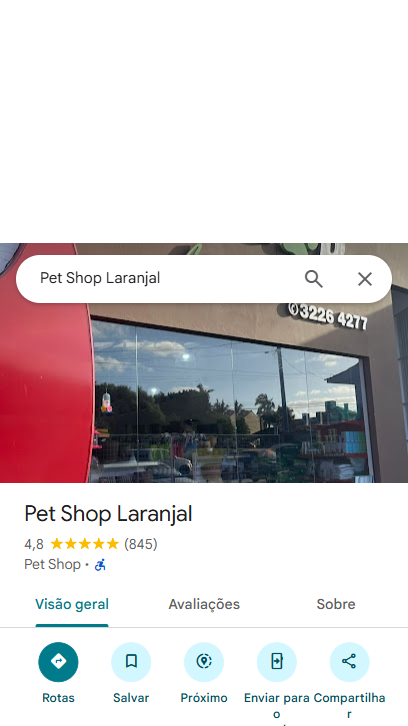 Pet Shop Laranjal
3226 4277
Pet Shop Laranjal
4,8 (845)
Pet Shop •
Visão geral Avaliações Sobre
Rotas Salvar Próximo Enviar para Compartilha
o r